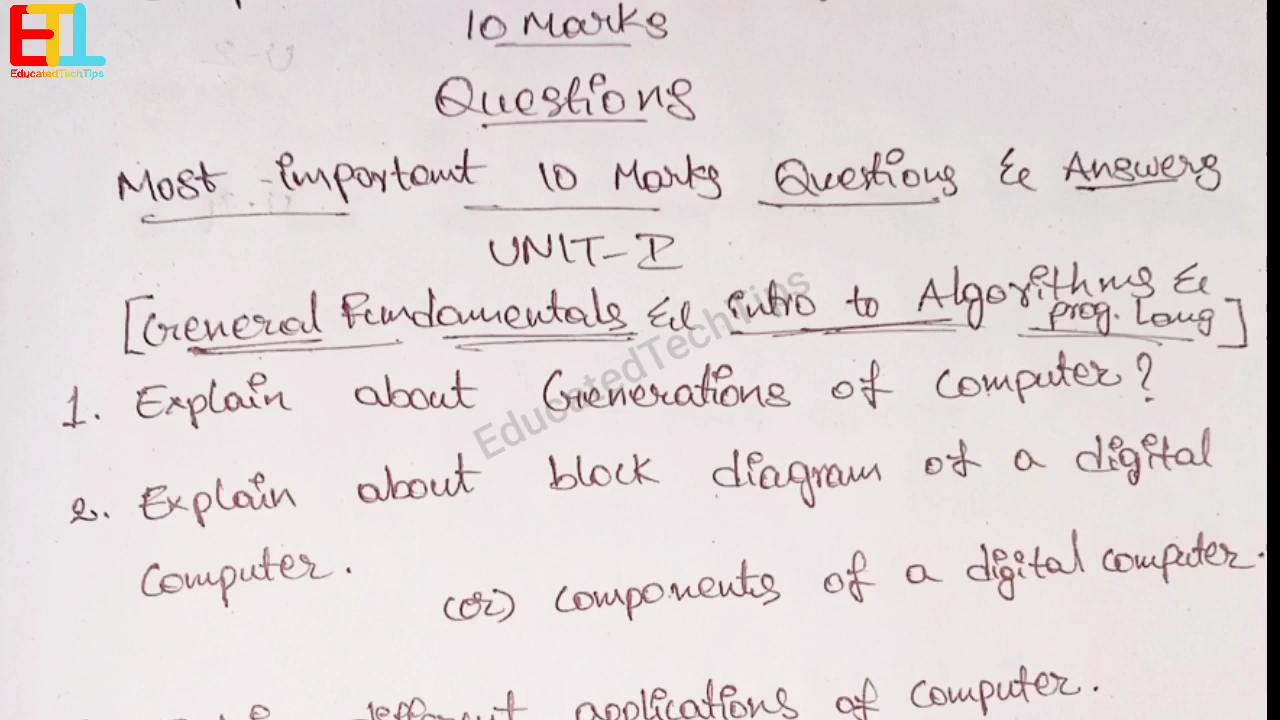 ETL
EducatedTechTips
10 Marks
Questions
Most important 10 Marks Questions & Answers
UNIT-I
[General Fundamentals & intro to Algorithms & prog. Lang]
1. Explain about Generations of computer?
2. Explain about block diagram of a digital
computer.
(or) components of a digital computer.
different applications of computer.
EducatedTechTips